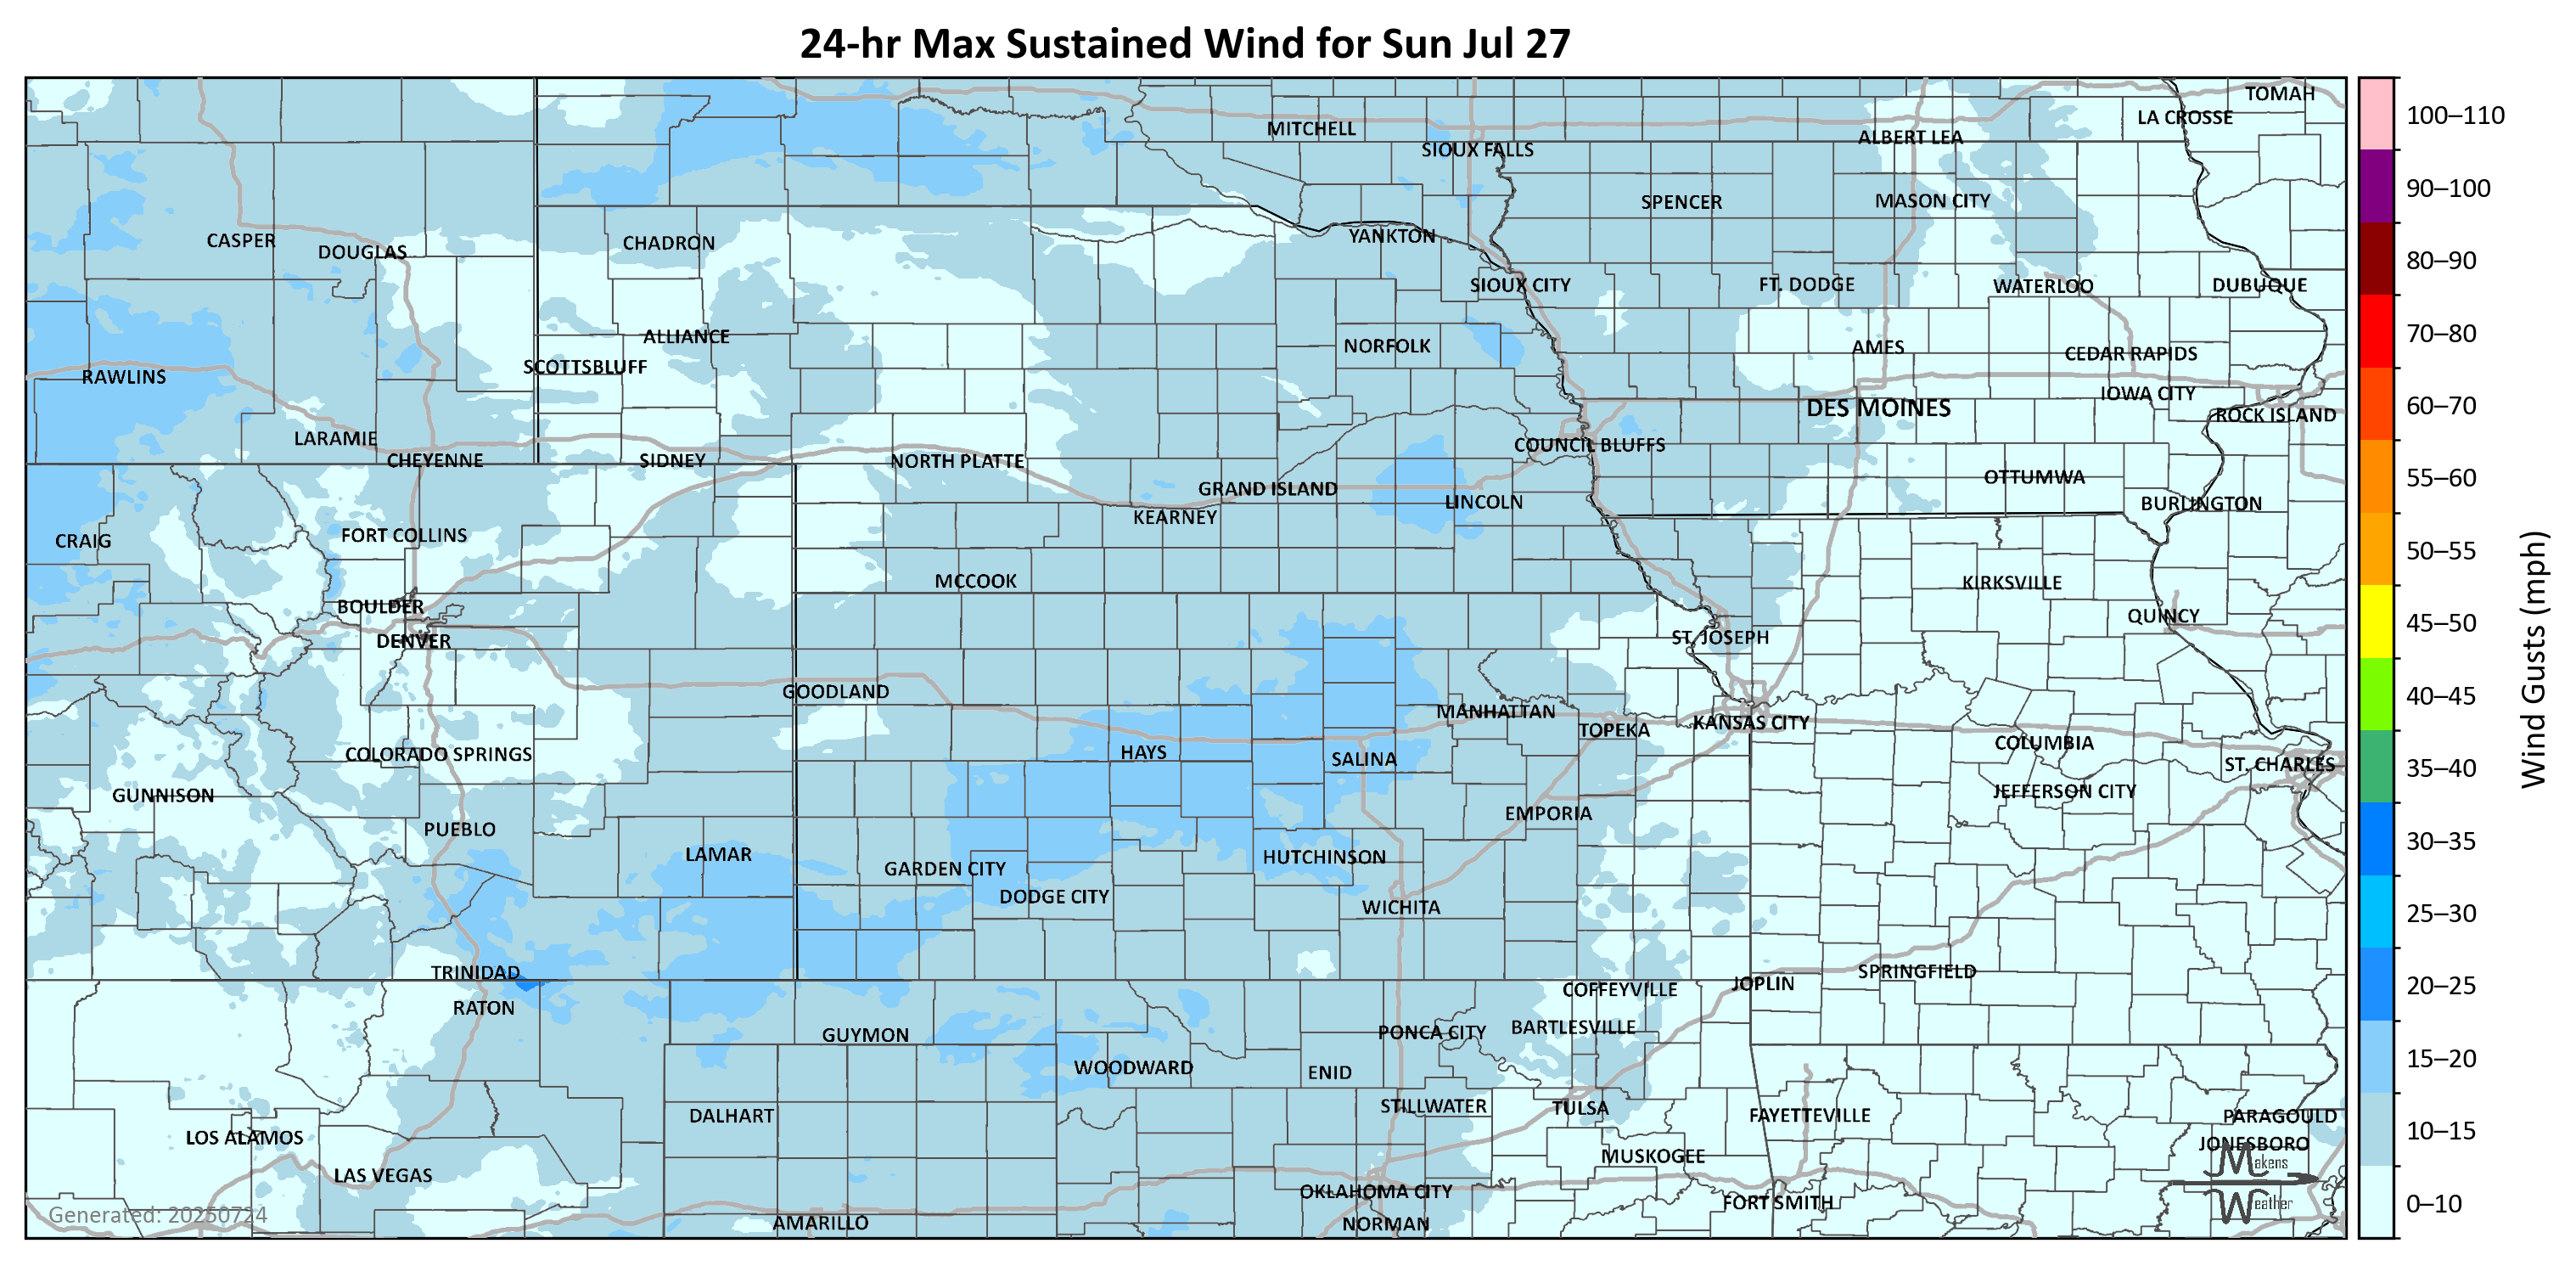 24-hr Max Sustained Wind for Sun Jul 27
TOMAH
LA CROSSE
MITCHELL
ALBERT LEA
SIOUX FALLS
SPENCER
MASON CITY
CASPER
DOUGLAS
CHADRON
YANKTON
SIOUX CITY
FT. DODGE
WATERLOO
DUBUQUE
ALLIANCE
NORFOLK
AMES
CEDAR RAPIDS
SCOTTSBLUFF
RAWLINS
IOWA CITY
DES MOINES
ROCK ISLAND
LARAMIE
COUNCIL BLUFFS
CHEYENNE
SIDNEY
NORTH PLATTE
OTTUMWA
GRAND ISLAND
LINCOLN
BURLINGTON
KEARNEY
CRAIG
FORT COLLINS
MCCOOK
KIRKSVILLE
BOULDER
QUINCY
DENVER
ST. JOSEPH
GOODLAND
MANHATTAN
TOPEKA
KANSAS CITY
COLORADO SPRINGS
HAYS
SALINA
COLUMBIA
ST. CHARLES
GUNNISON
JEFFERSON CITY
PUEBLO
EMPORIA
LAMAR
GARDEN CITY
HUTCHINSON
DODGE CITY
WICHITA
TRINIDAD
SPRINGFIELD
JOPLIN
RATON
COFFEYVILLE
GUYMON
PONCA CITY
BARTLESVILLE
WOODWARD
ENID
DALHART
STILLWATER
TULSA
FAYETTEVILLE
PARAGOULD
LOS ALAMOS
JONESBORO
LAS VEGAS
MUSKOGEE
OKLAHOMA CITY
FORT SMITH
AMARILLO
NORMAN
Generated: 20250724
Makens
Weather
100–110
90–100
80–90
70–80
60–70
55–60
50–55
45–50
40–45
35–40
30–35
25–30
20–25
15–20
10–15
0–10
Wind Gusts (mph)